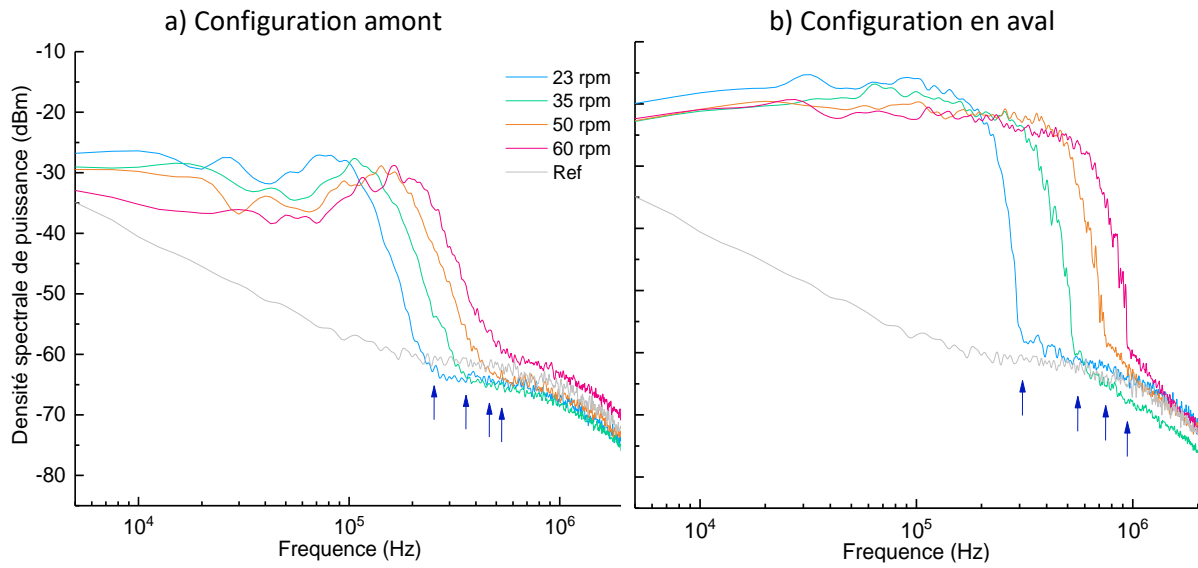 a) Configuration amont
b) Configuration en aval
Densité spectrale de puissance (dBm)
-10
-20
-30
-40
-50
-60
-70
-80
23 rpm
35 rpm
50 rpm
60 rpm
Ref
10^4
10^5
10^6
Frequence (Hz)
10^4
10^5
10^6
Frequence (Hz)